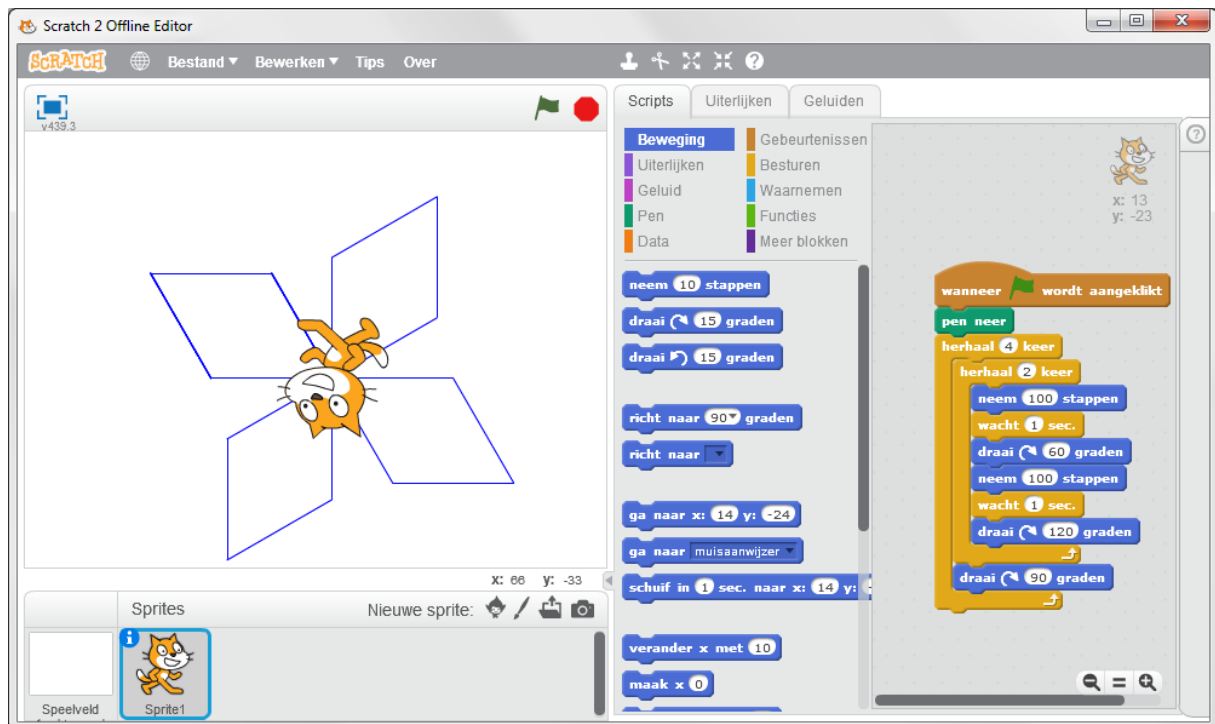 Scratch 2 Offline Editor
SCRATCH Bestand Bewerken Tips Over
v439.3
x: 66 y: -33
Sprites Nieuwe sprite:
Speelveld
Sprite1
Scripts Uiterlijken Geluiden
Beweging Gebeurtenissen
Uiterlijken Besturen
Geluid Waarnemen
Pen Functies
Data Meer blokken
neem 10 stappen
draai 15 graden
draai 15 graden
richt naar 90 graden
richt naar
ga naar x: 14 y: -24
ga naar muisaanwijzer
schuif in 1 sec. naar x: 14 y:
verander x met 10
maak x 0
x: 13
y: -23
wanneer wordt aangeklikt
pen neer
herhaal 4 keer
herhaal 2 keer
neem 100 stappen
wacht 1 sec.
draai 60 graden
neem 100 stappen
wacht 1 sec.
draai 120 graden
draai 90 graden